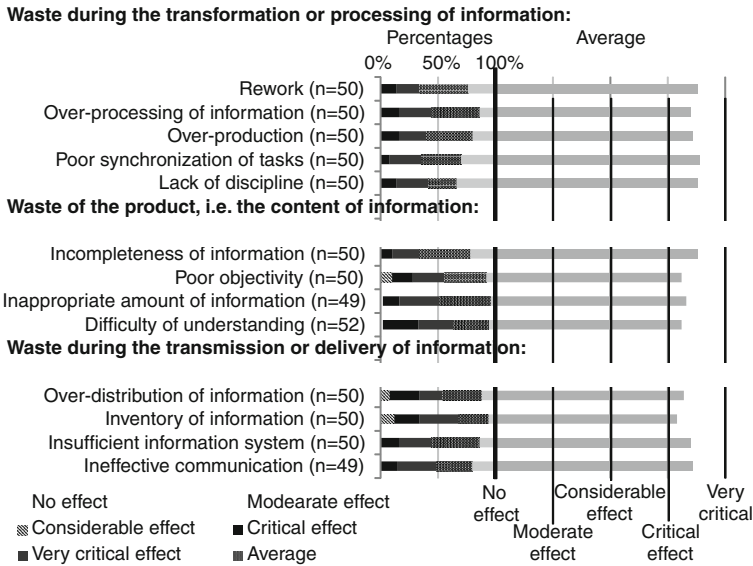 Waste during the transformation or processing of information:
Percentages Average
0% 50% 100%
Rework (n=50)
Over-processing of information (n=50)
Over-production (n=50)
Poor synchronization of tasks (n=50)
Lack of discipline (n=50)
Waste of the product, i.e. the content of information:
Incompleteness of information (n=50)
Poor objectivity (n=50)
Inappropriate amount of information (n=49)
Difficulty of understanding (n=52)
Waste during the transmission or delivery of information:
Over-distribution of information (n=50)
Inventory of information (n=50)
Insufficient information system (n=50)
Ineffective communication (n=49)
No effect Modearate effect
Considerable effect Critical effect
Very critical effect Average
No
effect
Moderate
effect
Considerable
effect
Critical
effect
Very
critical